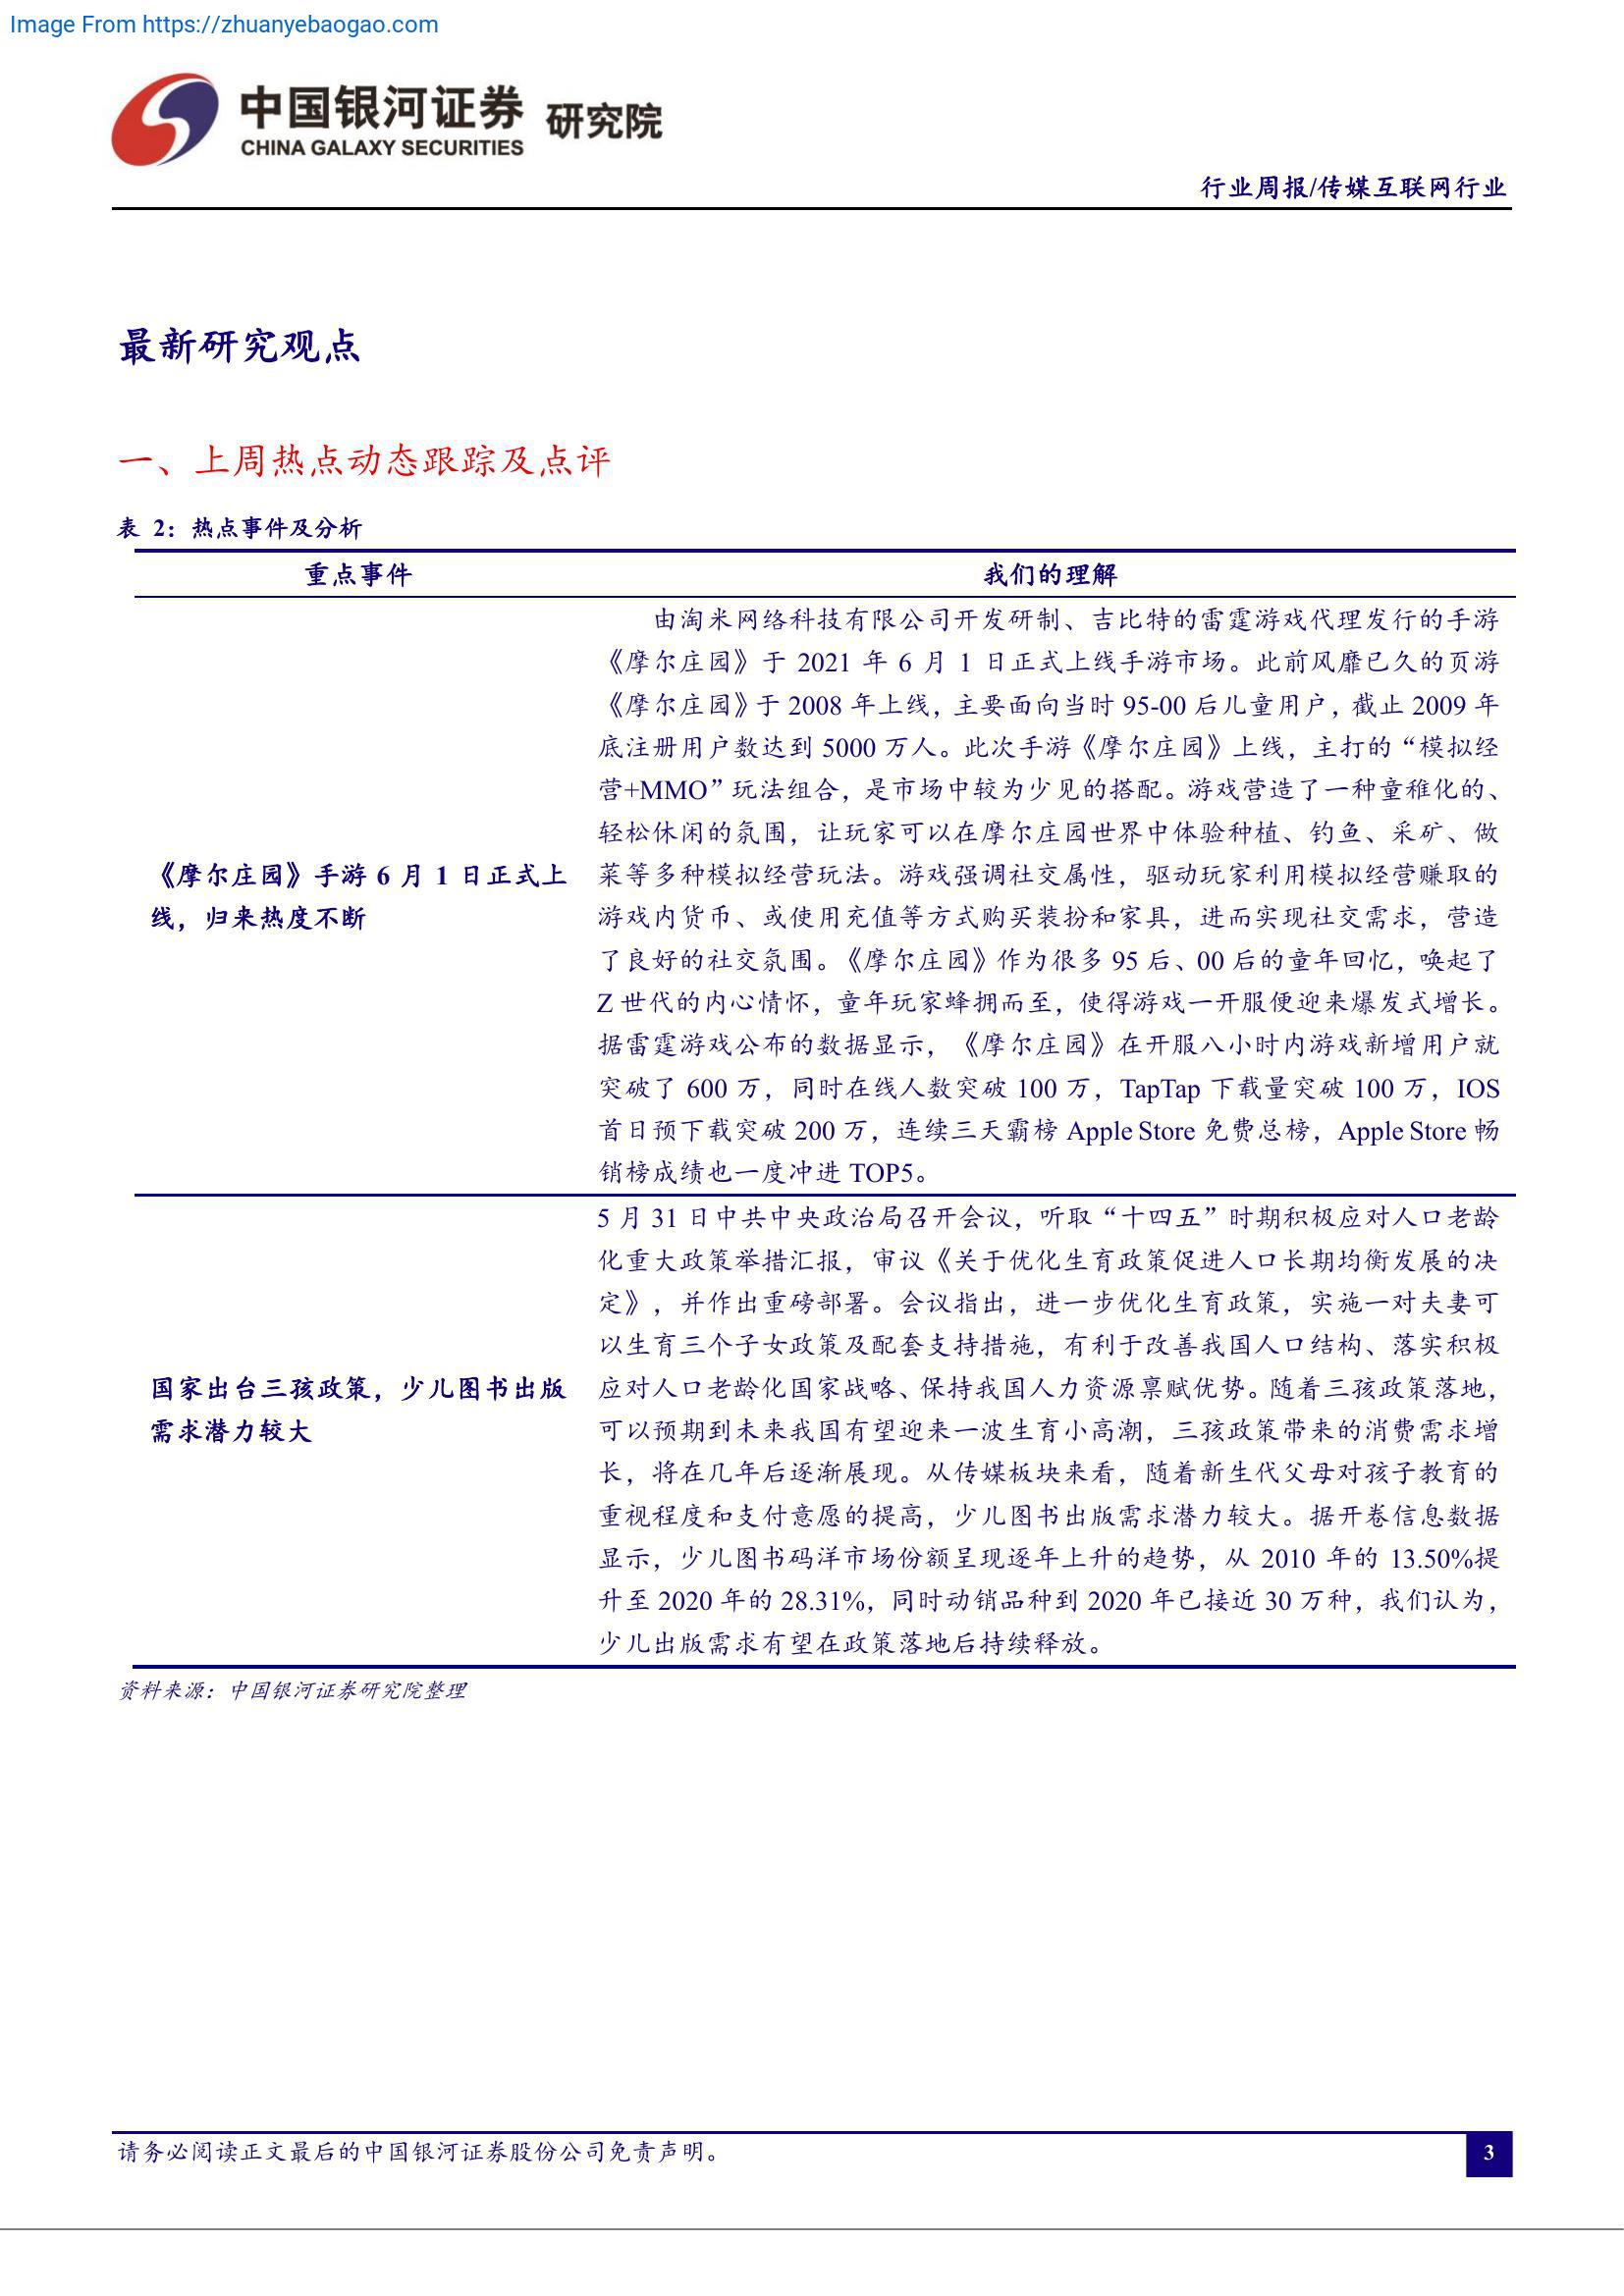 Image From https://zhuanyebaogao.com
中国银河证券 研究院
CHINA GALAXY SECURITIES
行业周报/传媒互联网行业
最新研究观点
一、上周热点动态跟踪及点评
表 2：热点事件及分析
重点事件 我们的理解
《摩尔庄园》手游 6 月 1 日正式上
线，归来热度不断
由淘米网络科技有限公司开发研制、吉比特的雷霆游戏代理发行的手游
《摩尔庄园》于 2021 年 6 月 1 日正式上线手游市场。此前风靡已久的页游
《摩尔庄园》于 2008 年上线，主要面向当时 95-00 后儿童用户，截止 2009 年
底注册用户数达到 5000 万人。此次手游《摩尔庄园》上线，主打的“模拟经
营+MMO”玩法组合，是市场中较为少见的搭配。游戏营造了一种童稚化的、
轻松休闲的氛围，让玩家可以在摩尔庄园世界中体验种植、钓鱼、采矿、做
菜等多种模拟经营玩法。游戏强调社交属性，驱动玩家利用模拟经营赚取的
游戏内货币、或使用充值等方式购买装扮和家具，进而实现社交需求，营造
了良好的社交氛围。《摩尔庄园》作为很多 95 后、00 后的童年回忆，唤起了
Z 世代的内心情怀，童年玩家蜂拥而至，使得游戏一开服便迎来爆发式增长。
据雷霆游戏公布的数据显示，《摩尔庄园》在开服八小时内游戏新增用户就
突破了 600 万，同时在线人数突破 100 万，TapTap 下载量突破 100 万，IOS
首日预下载突破 200 万，连续三天霸榜 Apple Store 免费总榜，Apple Store 畅
销榜成绩也一度冲进 TOP5。
国家出台三孩政策，少儿图书出版
需求潜力较大
5 月 31 日中共中央政治局召开会议，听取“十四五”时期积极应对人口老龄
化重大政策举措汇报，审议《关于优化生育政策促进人口长期均衡发展的决
定》，并作出重磅部署。会议指出，进一步优化生育政策，实施一对夫妻可
以生育三个子女政策及配套支持措施，有利于改善我国人口结构、落实积极
应对人口老龄化国家战略、保持我国人力资源禀赋优势。随着三孩政策落地，
可以预期到未来我国有望迎来一波生育小高潮，三孩政策带来的消费需求增
长，将在几年后逐渐展现。从传媒板块来看，随着新生代父母对孩子教育的
重视程度和支付意愿的提高，少儿图书出版需求潜力较大。据开卷信息数据
显示，少儿图书码洋市场份额呈现逐年上升的趋势，从 2010 年的 13.50%提
升至 2020 年的 28.31%，同时动销品种到 2020 年已接近 30 万种，我们认为，
少儿出版需求有望在政策落地后持续释放。
资料来源：中国银河证券研究院整理
请务必阅读正文最后的中国银河证券股份公司免责声明。
3